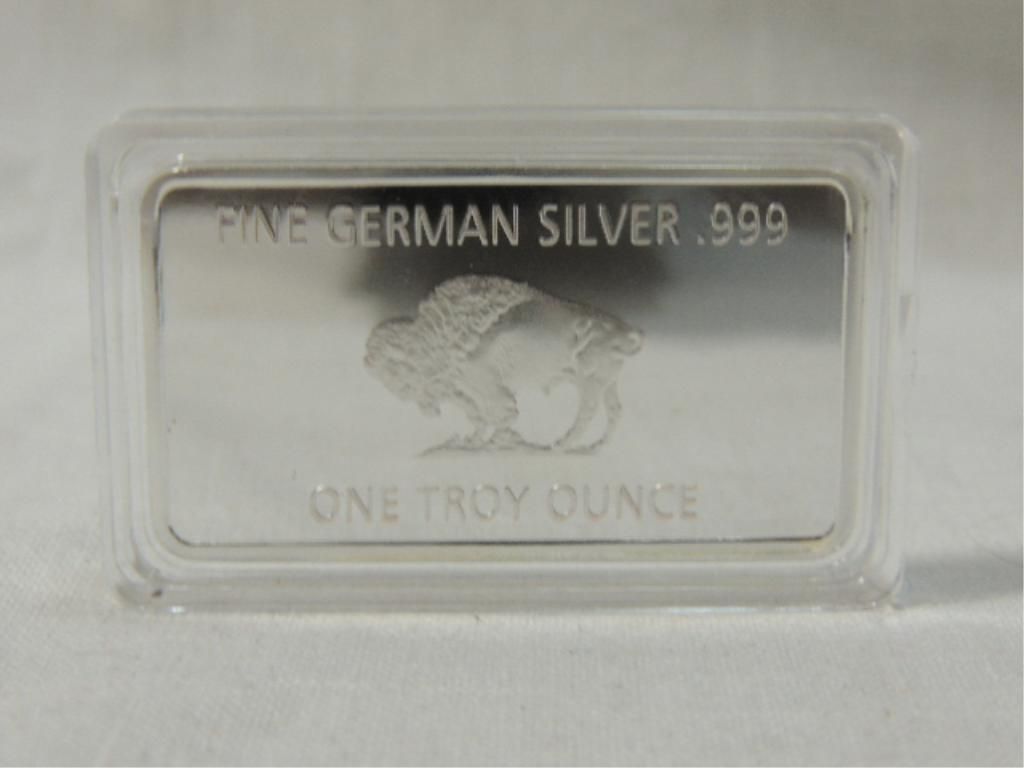 FINE GERMAN SILVER .999
ONE TROY OUNCE